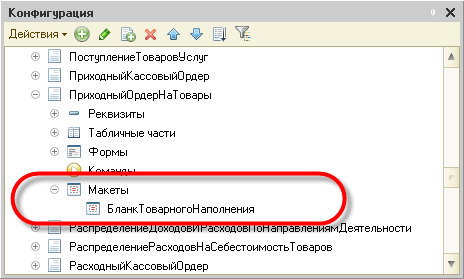 Конфигурация
Действия
ПоступлениеТоваровУслуг
ПриходныйКассовыйОрдер
ПриходныйОрдерНаТовары
Реквизиты
Табличные части
Формы
Команды
Макеты
БланкТоварногоНаполнения
РаспределениеДоходовИРасходовПоНаправлениямДеятельности
РаспределениеРасходовНаСебестоимостьТоваров
РасходныйКассовыйОрдер